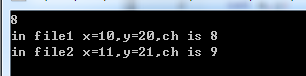 8
in file1 x=10,y=20,ch is 8
in file2 x=11,y=21,ch is 9